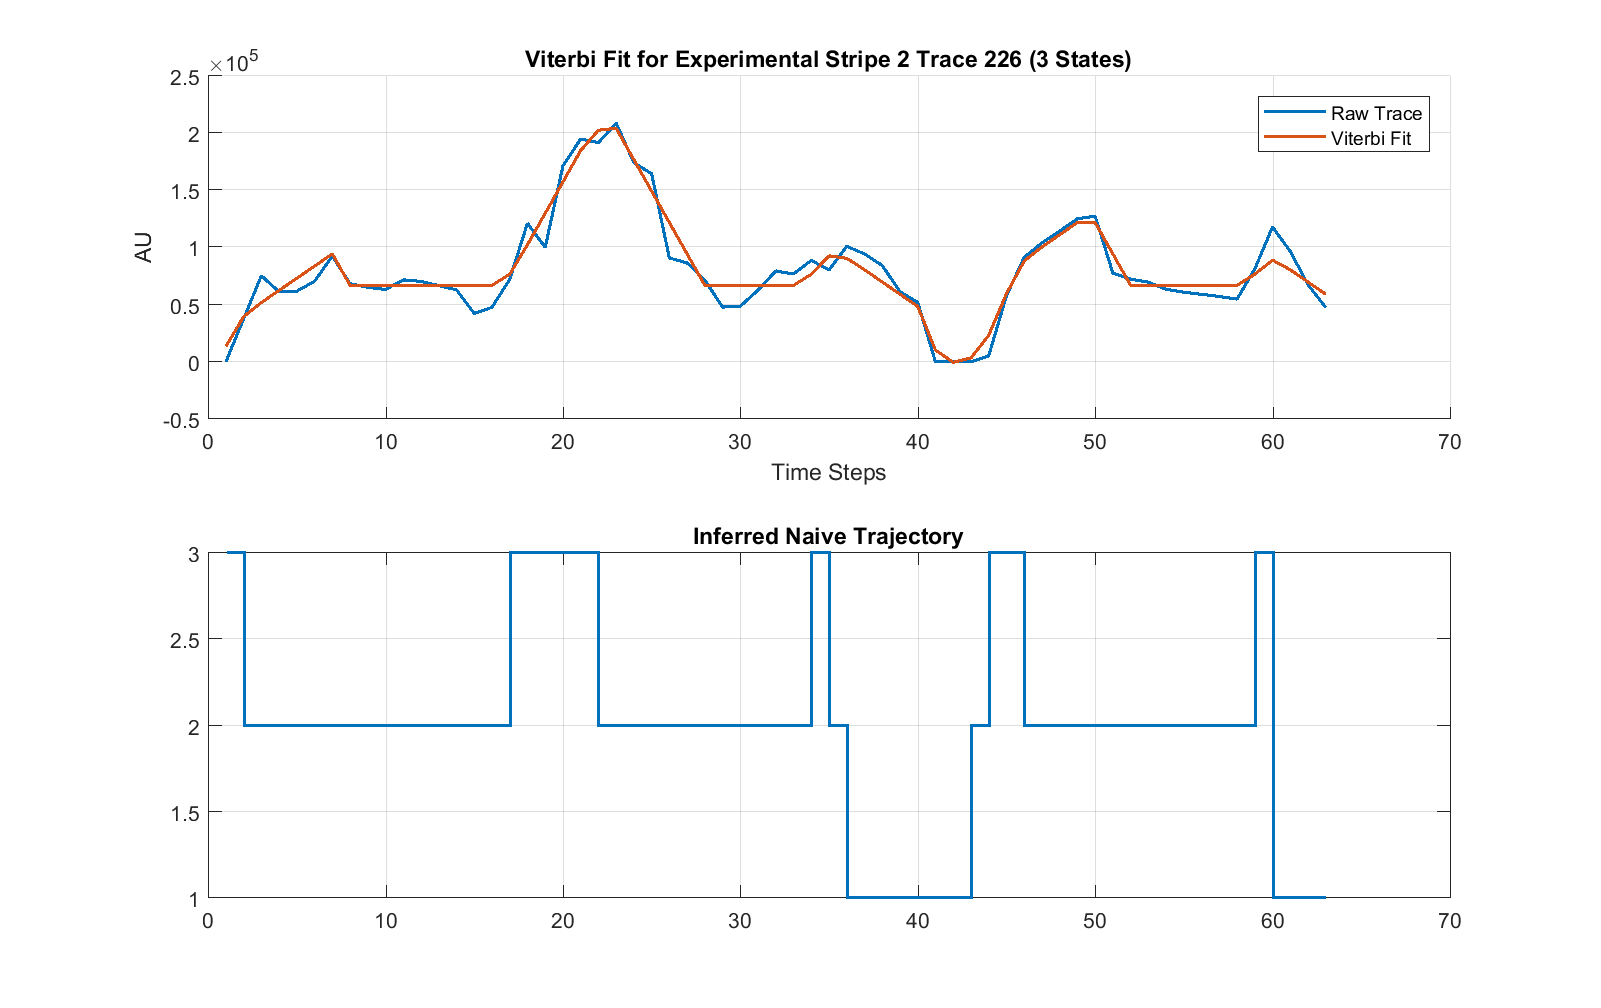 Viterbi Fit for Experimental Stripe 2 Trace 226 (3 States)
×10^5
2.5
2
1.5
1
0.5
0
-0.5
AU
Raw Trace
Viterbi Fit
0 10 20 30 40 50 60 70
Time Steps
Inferred Naive Trajectory
3
2.5
2
1.5
1
0 10 20 30 40 50 60 70